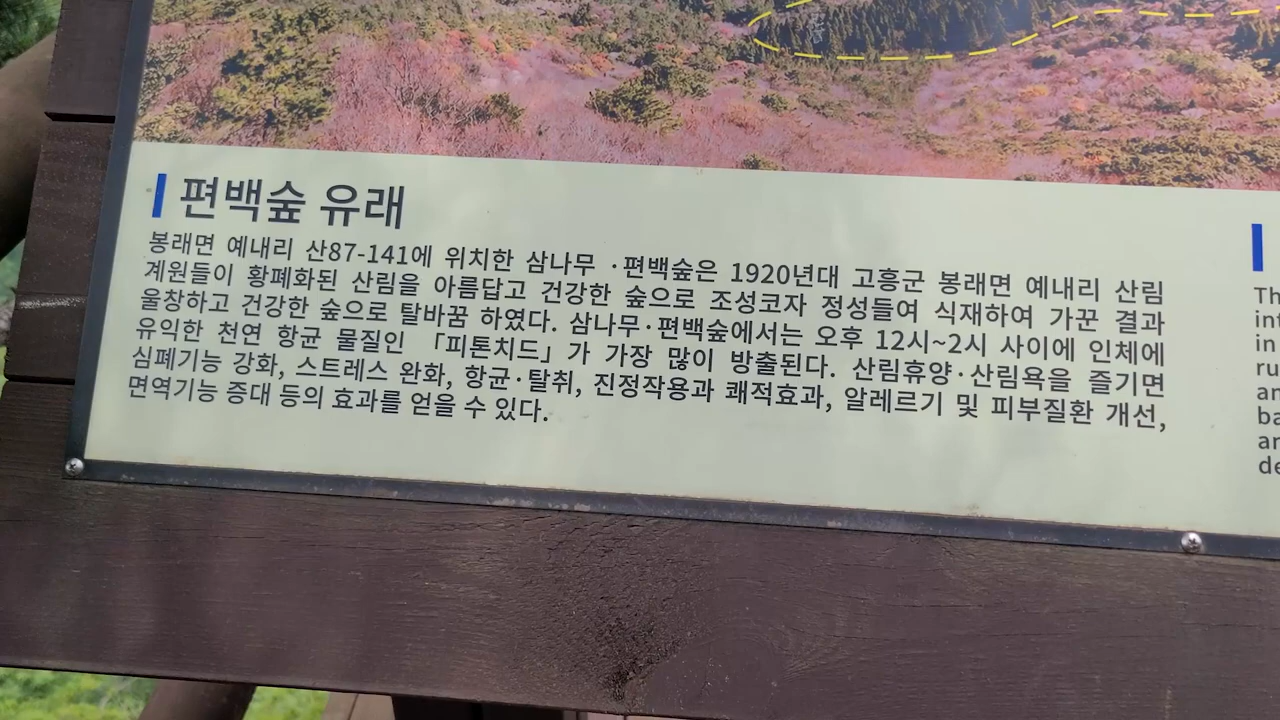 편백숲 유래
봉래면 예내리 산87-141에 위치한 삼나무 ·편백숲은 1920년대 고흥군 봉래면 예내리 산림
계원들이 황폐화된 산림을 아름답고 건강한 숲으로 조성코자 정성들여 식재하여 가꾼 결과
울창하고 건강한 숲으로 탈바꿈 하였다. 삼나무·편백숲에서는 오후 12시~2시 사이에 인체에
유익한 천연 항균 물질인 「피톤치드」가 가장 많이 방출된다. 산림휴양·산림욕을 즐기면
심폐기능 강화, 스트레스 완화, 항균·탈취, 진정작용과 쾌적효과, 알레르기 및 피부질환 개선,
면역기능 증대 등의 효과를 얻을 수 있다.
in